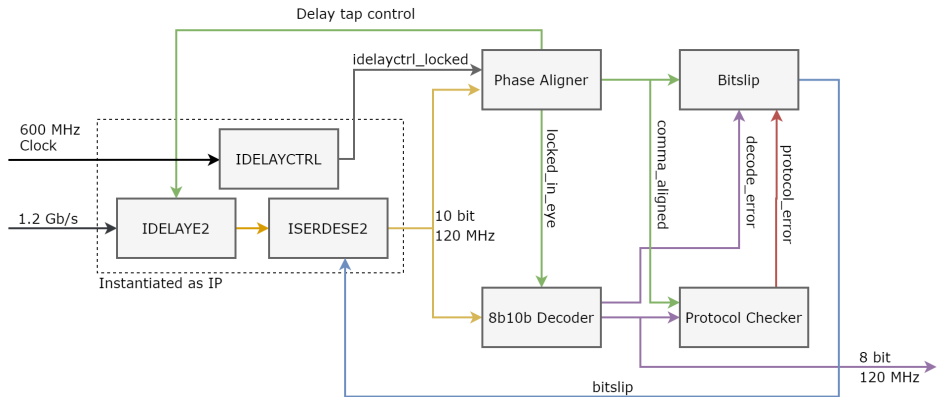 Delay tap control
idelayctrl_locked
Phase Aligner
Bitslip
600 MHz
Clock
IDELAYCTRL
locked_in_eye
comma_aligned
decode_error
protocol_error
1.2 Gb/s
IDELAYE2
ISERDESE2
10 bit
120 MHz
Instantiated as IP
8b10b Decoder
Protocol Checker
8 bit
120 MHz
bitslip